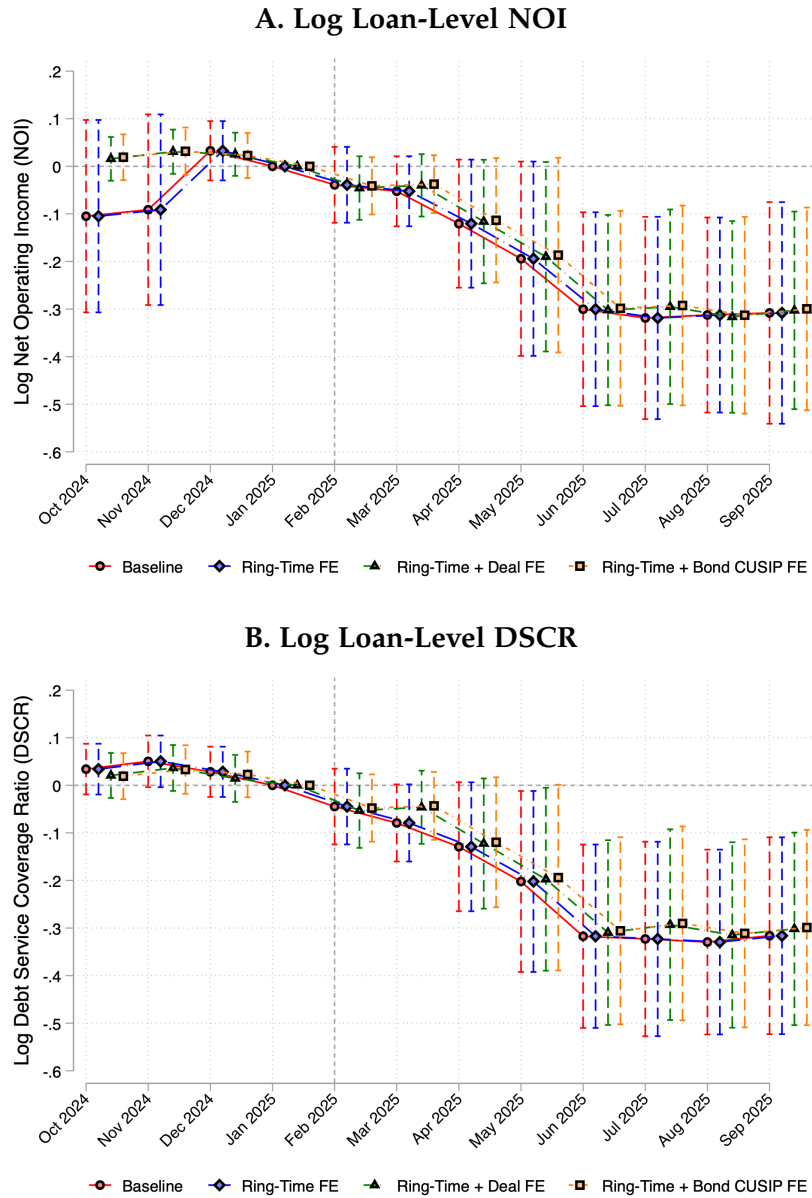 A. Log Loan-Level NOI
Log Net Operating Income (NOI)
.2
.1
0
-.1
-.2
-.3
-.4
-.5
-.6
Oct 2024
Nov 2024
Dec 2024
Jan 2025
Feb 2025
Mar 2025
Apr 2025
May 2025
Jun 2025
Jul 2025
Aug 2025
Sep 2025
Baseline Ring-Time FE Ring-Time + Deal FE Ring-Time + Bond CUSIP FE
B. Log Loan-Level DSCR
Log Debt Service Coverage Ratio (DSCR)
.2
.1
0
-.1
-.2
-.3
-.4
-.5
-.6
Oct 2024
Nov 2024
Dec 2024
Jan 2025
Feb 2025
Mar 2025
Apr 2025
May 2025
Jun 2025
Jul 2025
Aug 2025
Sep 2025
Baseline Ring-Time FE Ring-Time + Deal FE Ring-Time + Bond CUSIP FE